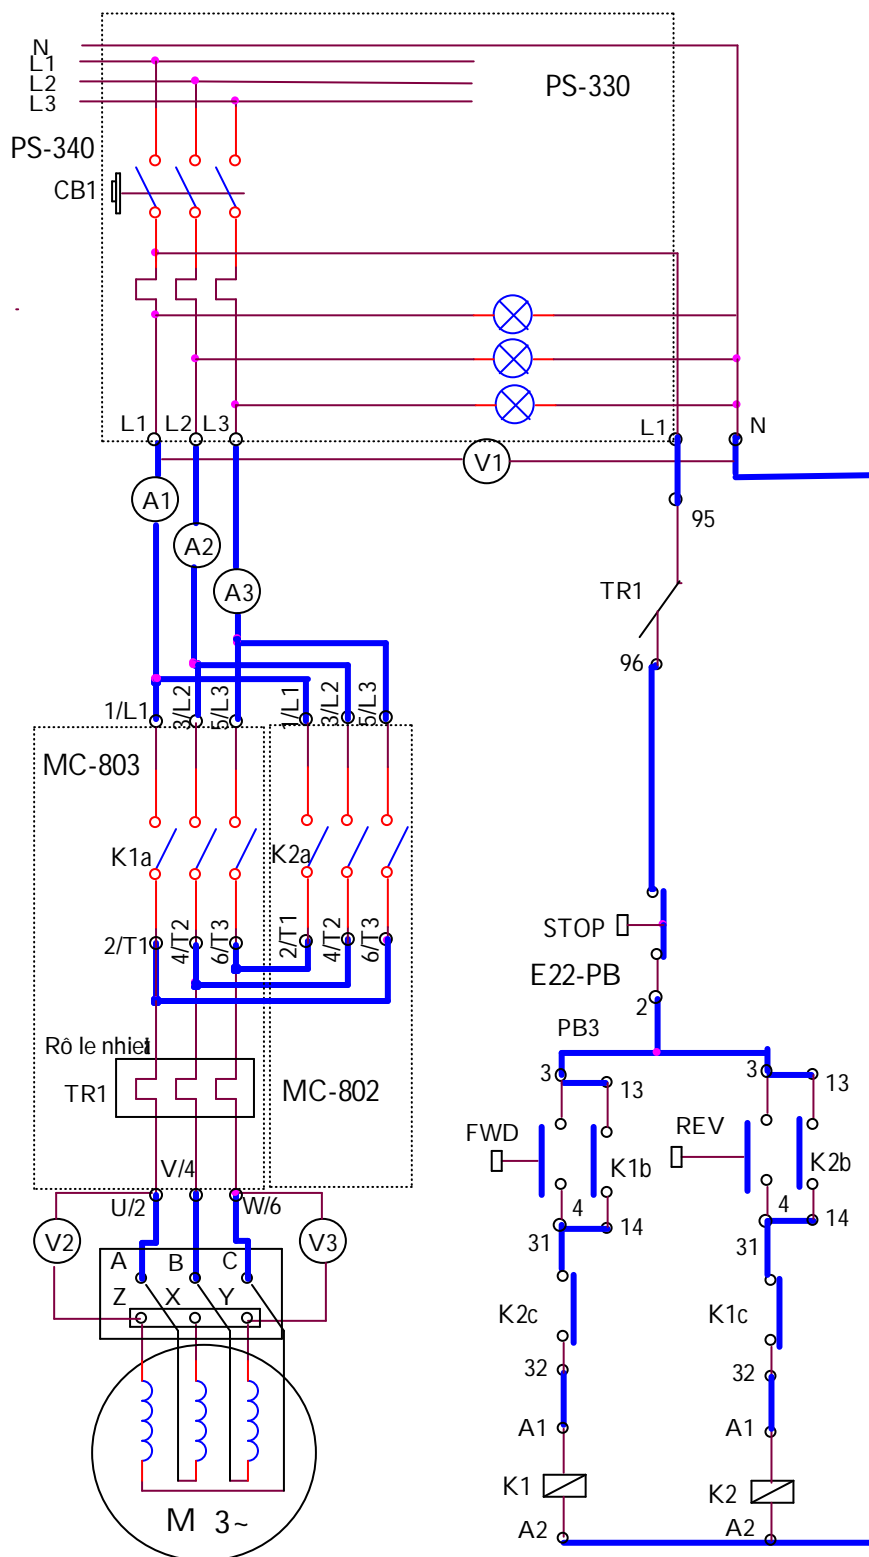 N
L1
L2
L3
PS-330
PS-340
CB1
L1 L2 L3
L1 N
V1
A1
A2
A3
95
TR1
96
1/L1 3/L2 5/L3
1/L1 3/L2 5/L3
MC-803
K1a
K2a
2/T1 4/T2 6/T3
2/T1 4/T2 6/T3
STOP
E22-PB
2
PB3
Rô le nhiệt
TR1
MC-802
3 13
3 13
FWD
K1b
REV
K2b
4 14
4 14
31
31
V/4
U/2 W/6
V2
V3
A B C
Z X Y
K2c
K1c
32
32
A1
A1
K1
K2
A2
A2
M 3~